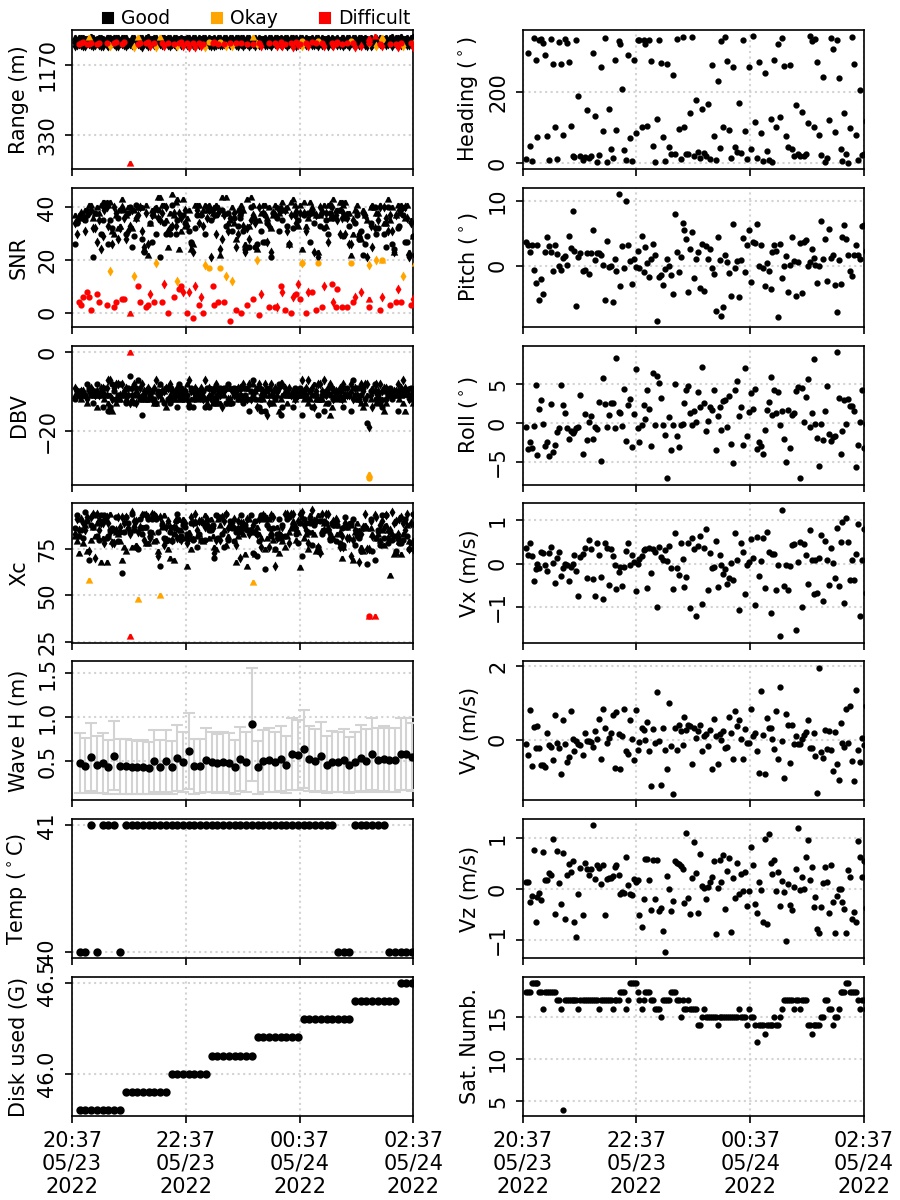 Good Okay Difficult
Range (m)
1170
330
Heading (°)
200
0
SNR
40
20
0
Pitch (°)
10
0
DBV
0
−20
Roll (°)
5
0
−5
Xc
75
50
25
Vx (m/s)
1
0
−1
Wave H (m)
1.5
1.0
0.5
Vy (m/s)
2
0
Temp (°C)
41
40
Vz (m/s)
1
0
−1
Disk used (G)
46.5
46.0
Sat. Numb.
15
10
5
20:37 22:37 00:37 02:37 20:37 22:37 00:37 02:37
05/23 05/23 05/24 05/24 05/23 05/23 05/24 05/24
2022 2022 2022 2022 2022 2022 2022 2022